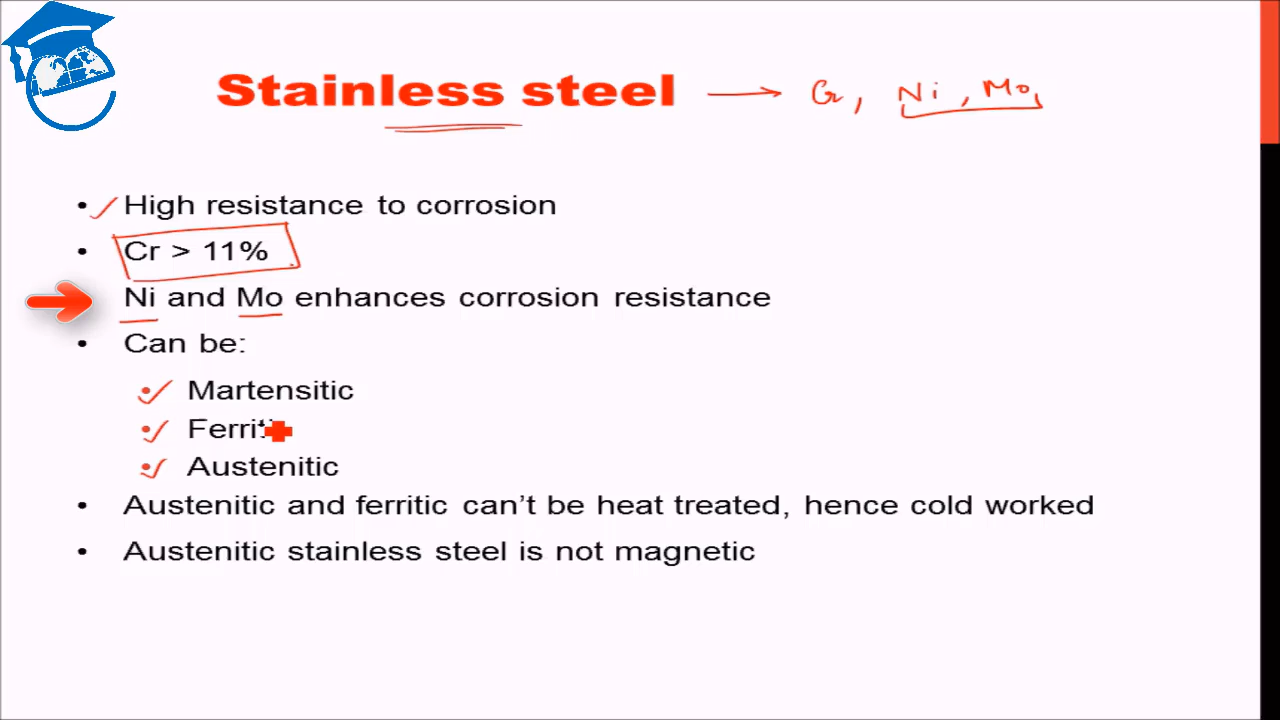 Stainless steel → Cr, Ni, Mo,
• High resistance to corrosion
• Cr > 11%
Ni and Mo enhances corrosion resistance
• Can be:
• Martensitic
• Ferriti
• Austenitic
• Austenitic and ferritic can’t be heat treated, hence cold worked
• Austenitic stainless steel is not magnetic